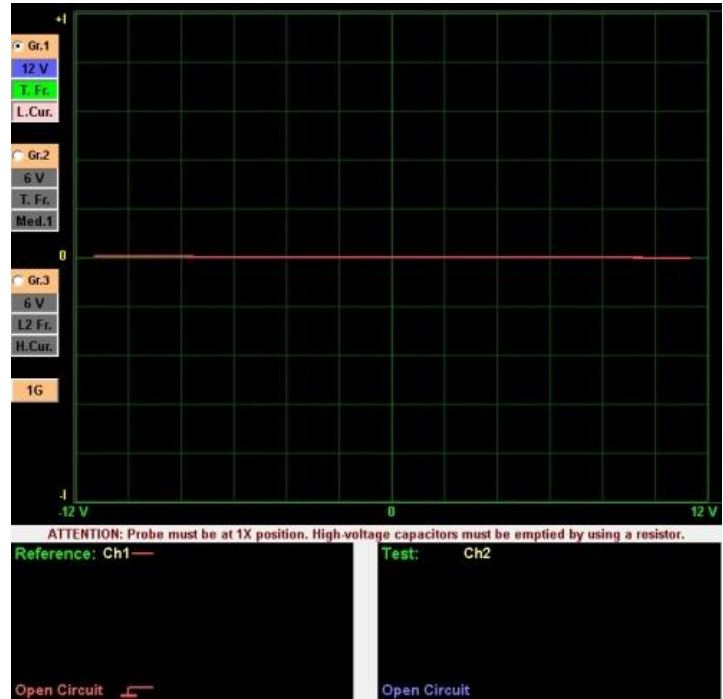 +I
Gr.1
12 V
T. Fr.
L.Cur.
Gr.2
6 V
T. Fr.
Med.1
0
Gr.3
6 V
L2 Fr.
H.Cur.
1G
-I
-12 V 0 12 V
ATTENTION: Probe must be at 1X position. High-voltage capacitors must be emptied by using a resistor.
Reference: Ch1
Open Circuit
Test: Ch2
Open Circuit